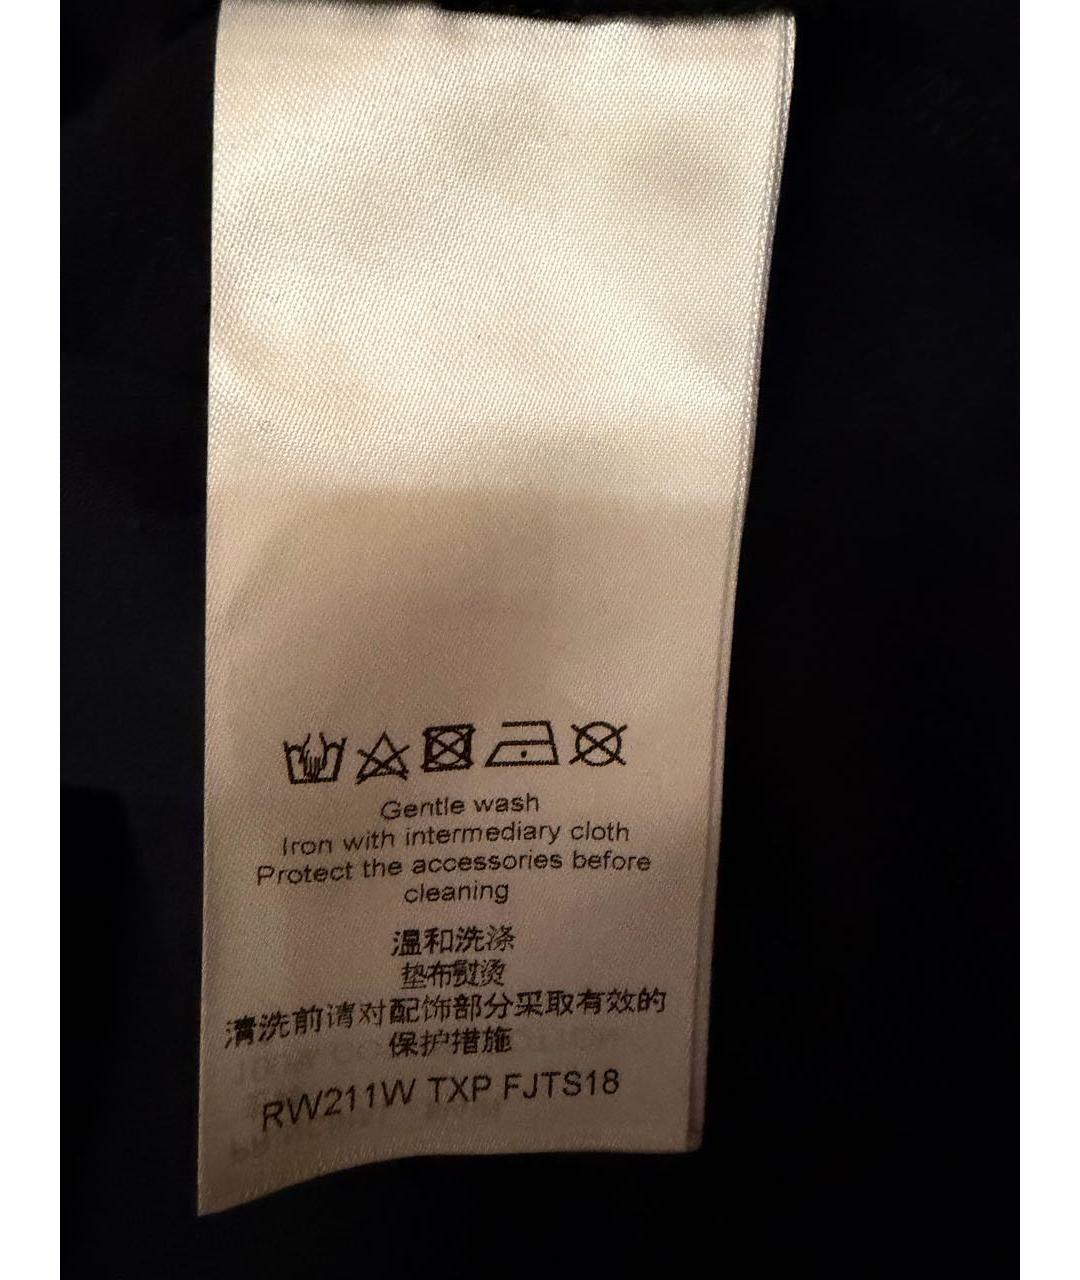 Gentle wash
Iron with intermediary cloth
Protect the accessories before
cleaning
温和洗涤
垫布熨烫
清洗前请对配饰部分采取有效的
保护措施
RW211W TXP FJTS18